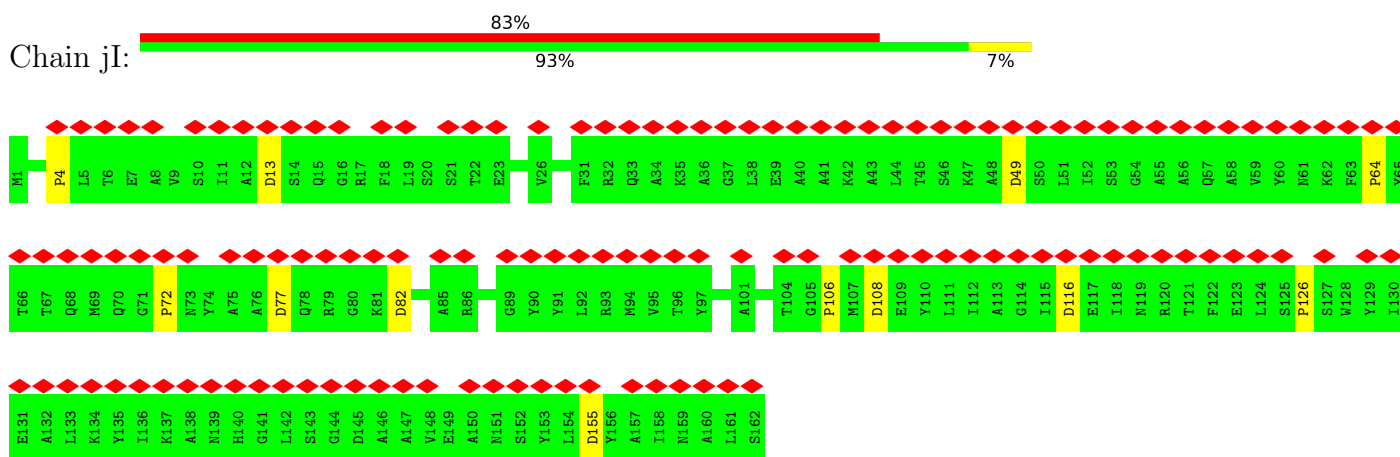 83%
Chain jI:
93% 7%
M1 P4 L5 T6 E7 A8 V9 S10 I11 A12 D13 S14 Q15 G16 R17 F18 L19 S20 S21 T22 E23 V26 F31 R32 Q33 A34 K35 A36 G37 L38 E39 A40 A41 K42 A43 L44 T45 S46 K47 A48 D49 S50 L51 I52 S53 G54 A55 A56 Q57 A58 V59 Y60 N61 K62 F63 P64 Y65
T66 T67 Q68 M69 Q70 G71 P72 N73 Y74 A75 A76 D77 Q78 R79 G80 K81 D82 A85 R86 G89 Y90 Y91 L92 R93 M94 V95 T96 Y97 A101 T104 G105 P106 M107 D108 E109 Y110 L111 I112 A113 G114 I115 D116 E117 I118 N119 R120 T121 F122 E123 L124 S125 P126 S127 W128 Y129 I130
E131 A132 L133 K134 Y135 I136 K137 A138 N139 H140 G141 L142 S143 G144 D145 A146 A147 V148 E149 A150 N151 S152 Y153 L154 D155 Y156 A157 I158 N159 A160 L161 S162